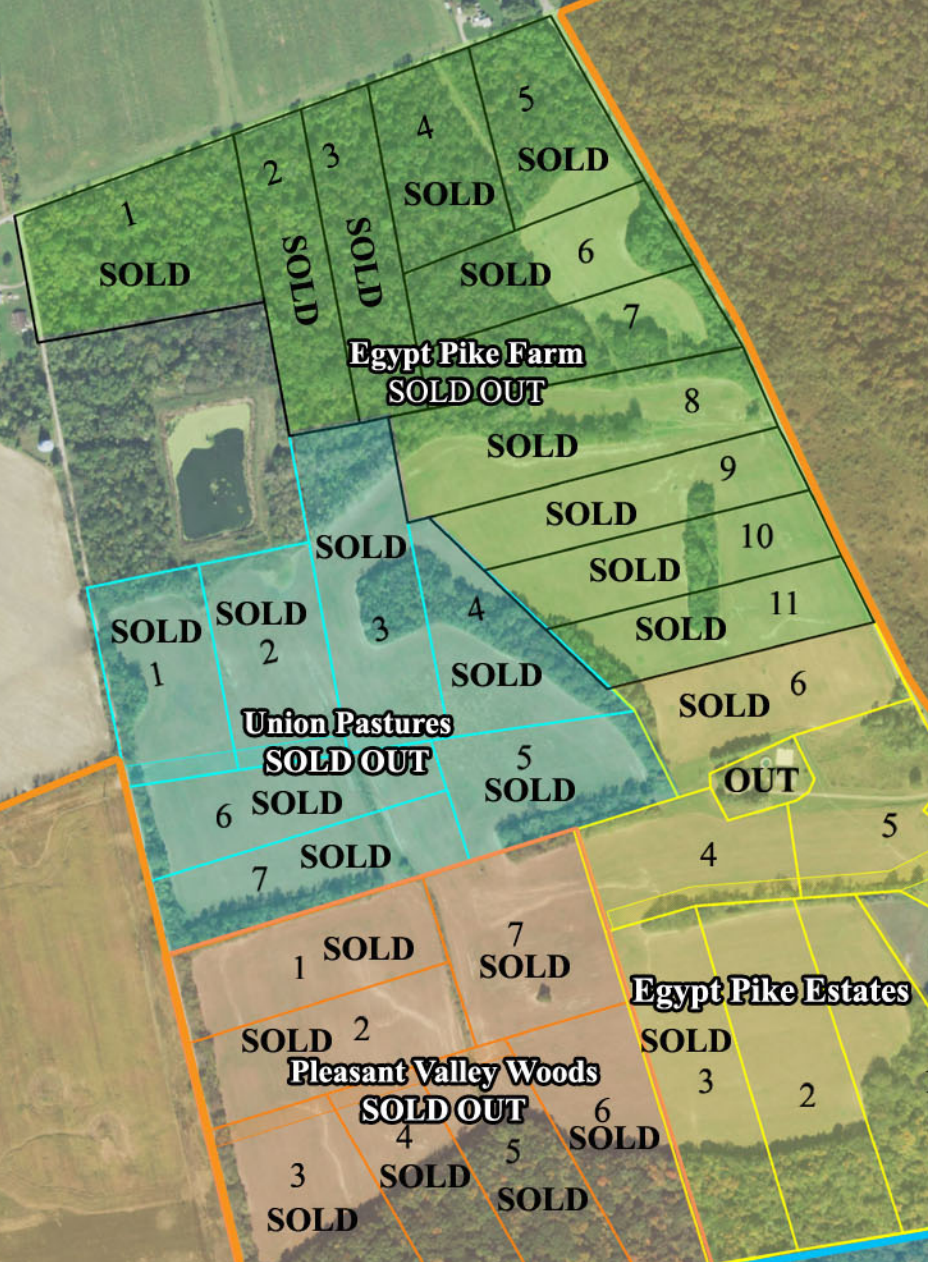 5
SOLD
4
SOLD
3
SOLD
2
SOLD
1
SOLD
6
SOLD
7
Egypt Pike Farm
SOLD OUT
8
SOLD
9
SOLD
10
SOLD
11
SOLD
SOLD
3
4
SOLD
SOLD
1
SOLD
2
Union Pastures
SOLD OUT
5
SOLD
6 SOLD
7 SOLD
SOLD 6
OUT
4
5
1 SOLD
7
SOLD
SOLD 2
Egypt Pike Estates
SOLD
3
2
Pleasant Valley Woods
SOLD OUT
3
SOLD
4
SOLD
5
SOLD
6
SOLD